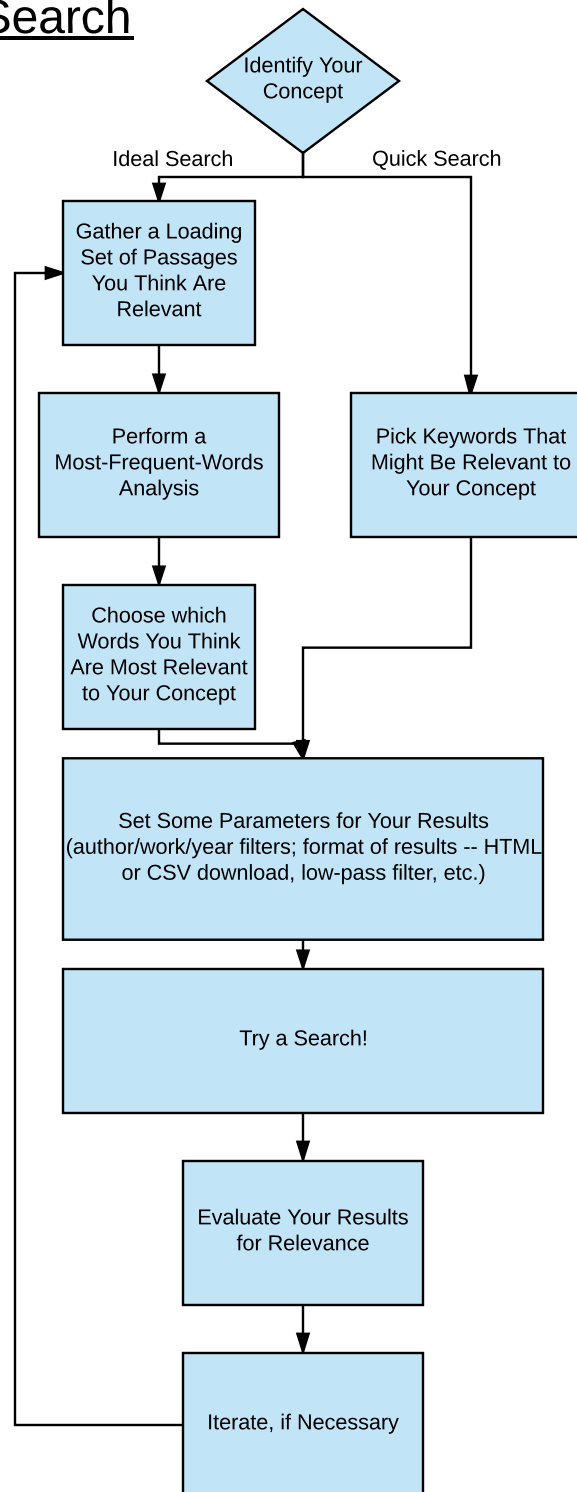 Search
Identify Your
Concept
Ideal Search
Quick Search
Gather a Loading
Set of Passages
You Think Are
Relevant
Perform a
Most-Frequent-Words
Analysis
Pick Keywords That
Might Be Relevant to
Your Concept
Choose which
Words You Think
Are Most Relevant
to Your Concept
Set Some Parameters for Your Results
(author/work/year filters; format of results -- HTML
or CSV download, low-pass filter, etc.)
Try a Search!
Evaluate Your Results
for Relevance
Iterate, if Necessary